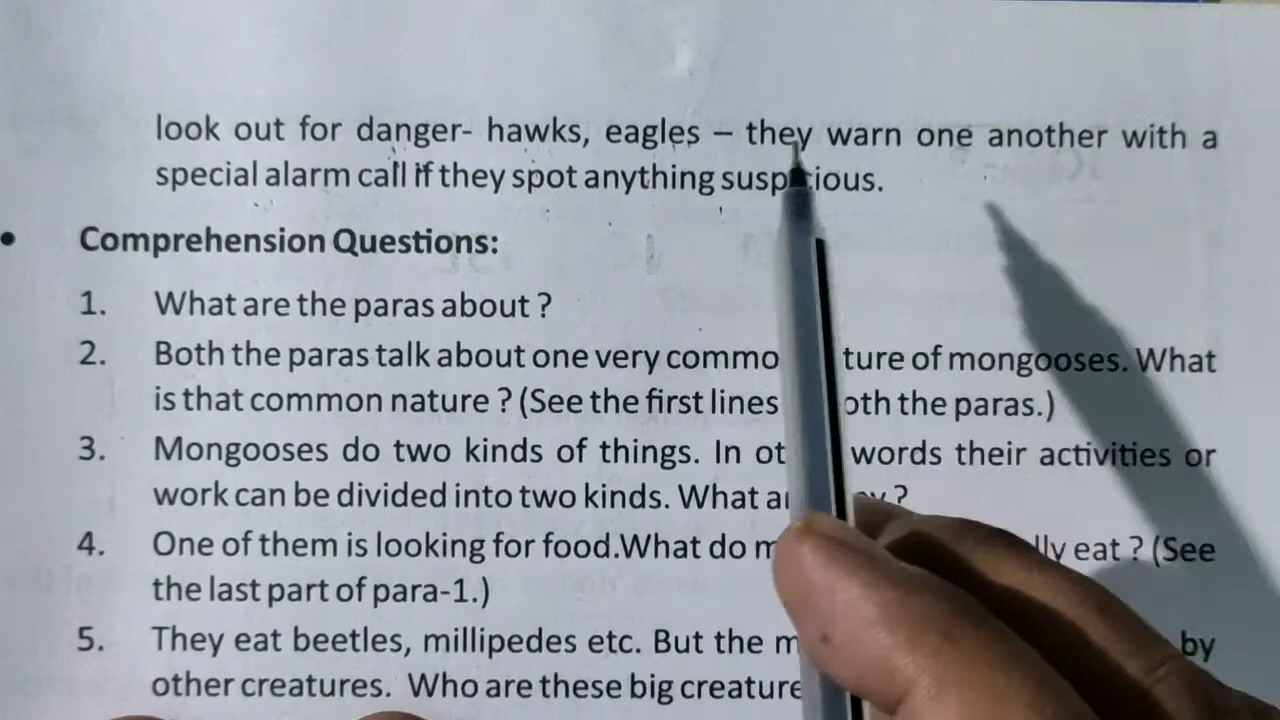 look out for danger- hawks, eagles – they warn one another with a
special alarm call if they spot anything suspicious.
• Comprehension Questions:
1. What are the paras about ?
2. Both the paras talk about one very commo ture of mongooses. What
is that common nature ? (See the first lines oth the paras.)
3. Mongooses do two kinds of things. In ot words their activities or
work can be divided into two kinds. What a ?
4. One of them is looking for food.What do m lly eat ? (See
the last part of para-1.)
5. They eat beetles, millipedes etc. But the m by
other creatures. Who are these big creature